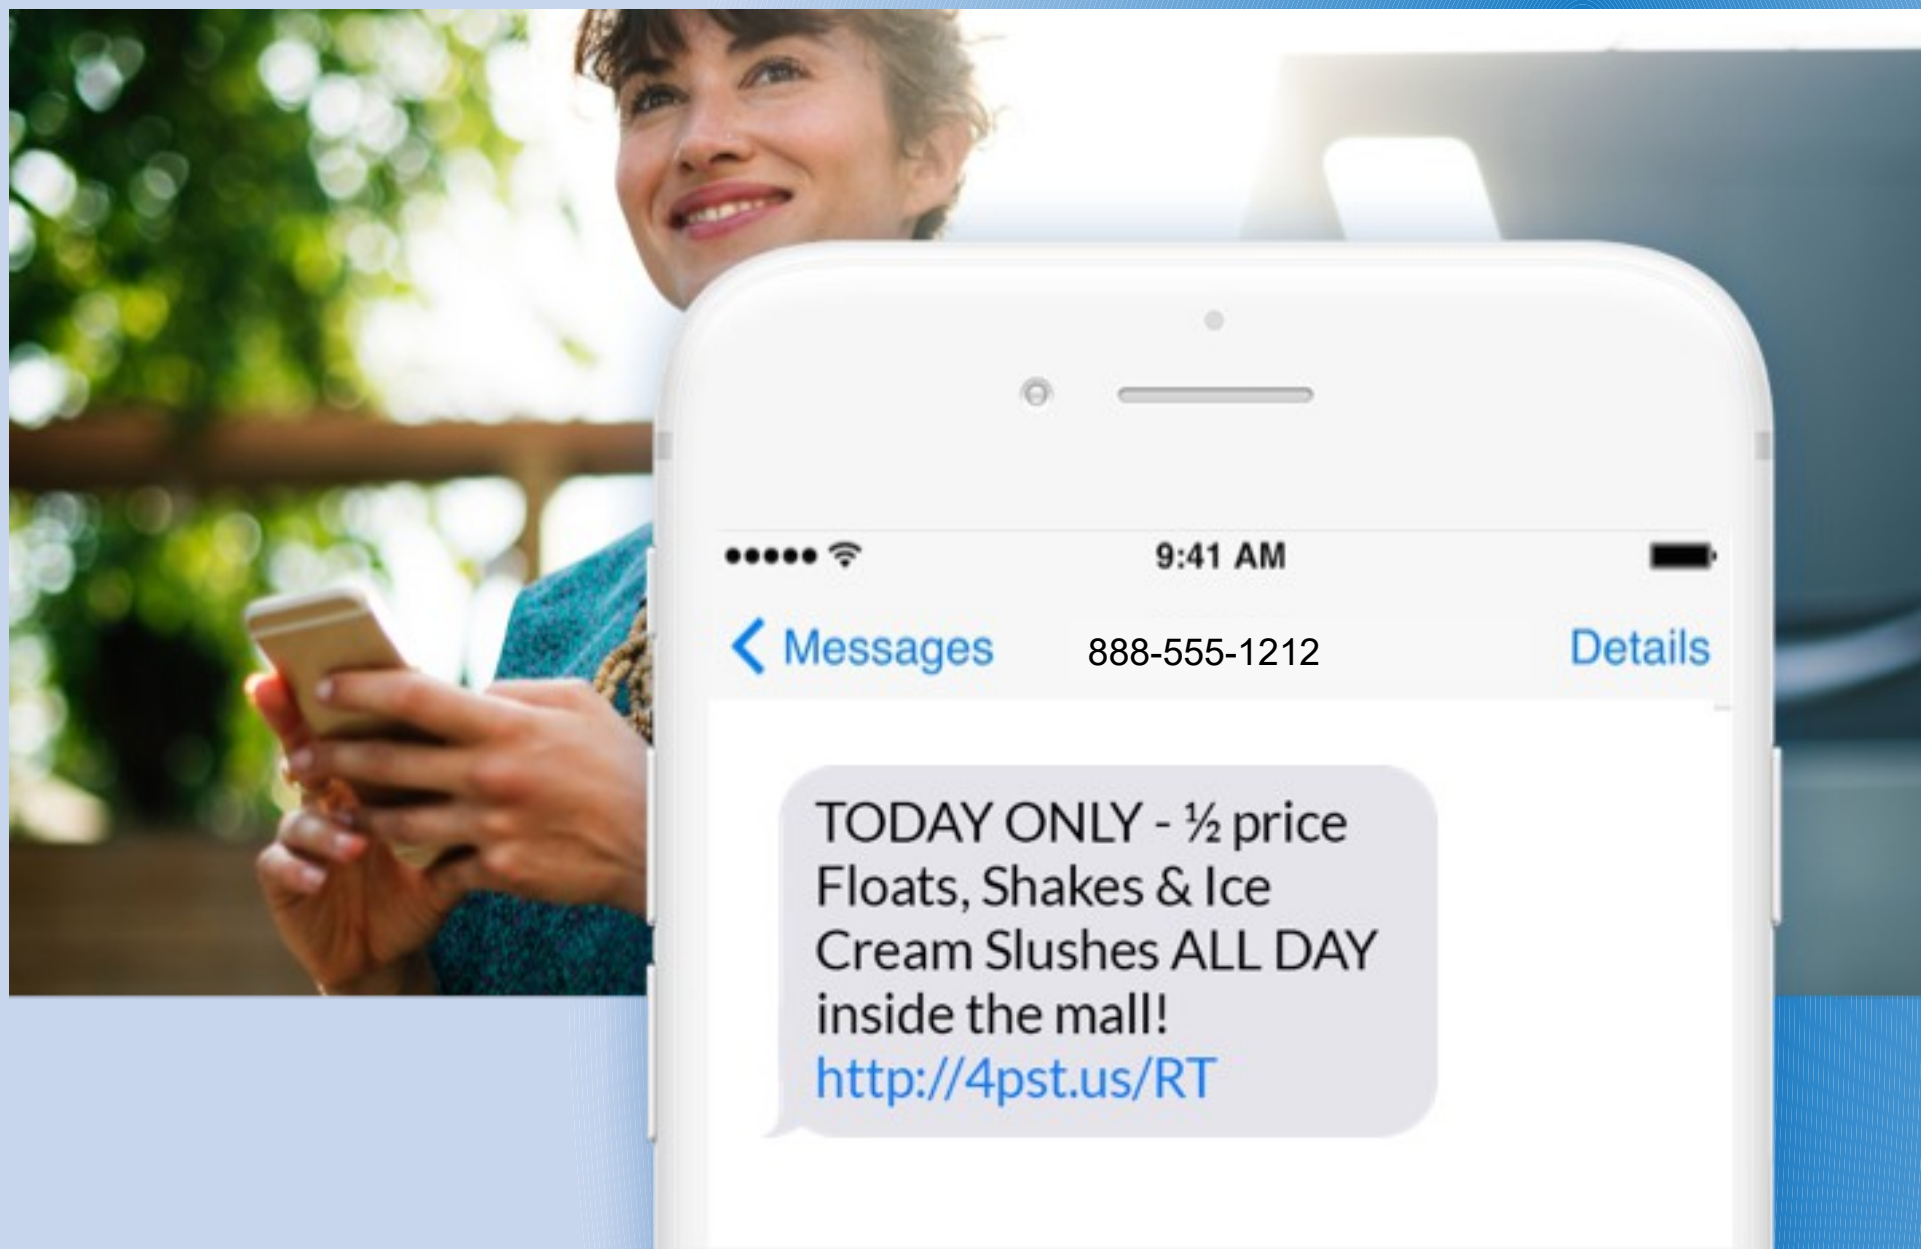 9:41 AM
Messages 888-555-1212 Details
TODAY ONLY - ½ price
Floats, Shakes & Ice
Cream Slushes ALL DAY
inside the mall!
http://4pst.us/RT